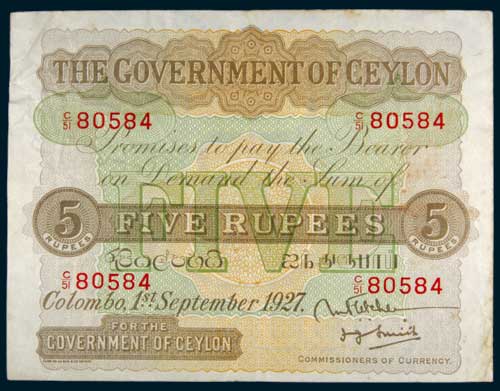 THE GOVERNMENT OF CEYLON
C/51 80584 C/51 80584
Promises to pay the Bearer
on Demand the Sum of
FIVE
5 RUPEES FIVE RUPEES 5 RUPEES
C/51 80584 C/51 80584
Colombo, 1st September 1927.
FOR THE
GOVERNMENT OF CEYLON
COMMISSIONERS OF CURRENCY.